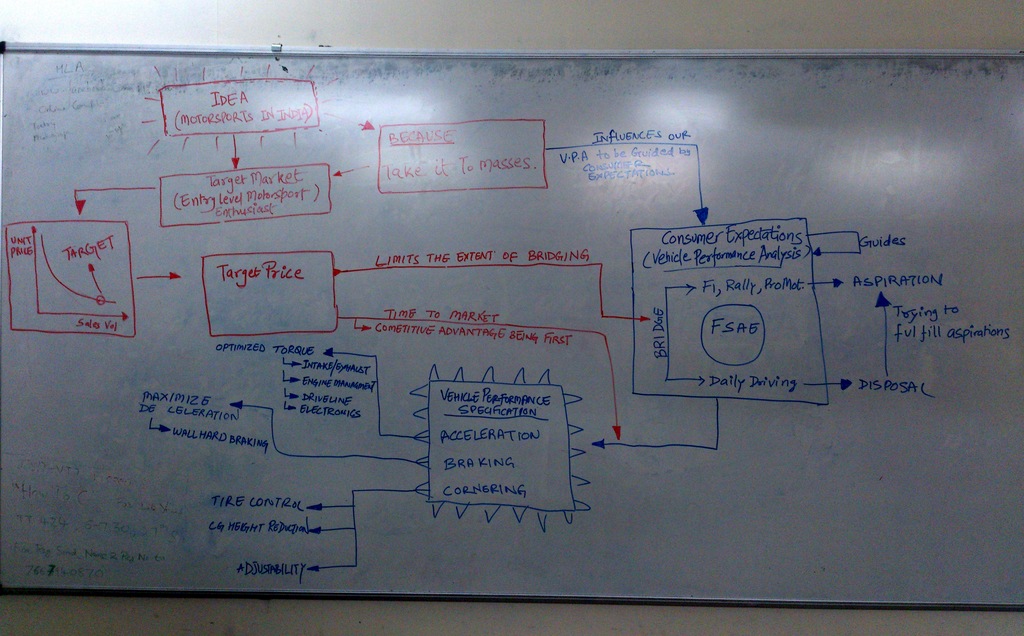 MLA
IDEA
(MOTORSPORTS IN INDIA)
BECAUSE
Take it To masses.
INFLUENCES OUR
V.P.A to be Guided by
CONSUMER
EXPECTATIONS
Target Market
(Entry level Motorsport)
Enthusiast
UNIT
PRICE
TARGET
Sales Vol
Target Price
LIMITS THE EXTENT OF BRIDGING
TIME TO MARKET
COMETITIVE ADVANTAGE BEING FIRST
Consumer Expectations
(Vehicle Performance Analysis)
Guides
F1, Rally, ProMot.
ASPIRATION
BRIDGE
FSAE
Trying to
ful fill aspirations
Daily Driving
DISPOSAL
OPTIMIZED TORQUE
INTAKE/EXHAUST
ENGINE MANAGMENT
DRIVELINE
ELECTRONICS
MAXIMIZE
DE CELERATION
WALL HARD BRAKING
VEHICLE PERFORMANCE
SPECIFICATION
ACCELERATION
BRAKING
CORNERING
TIRE CONTROL
CG HEIGHT REDUCTION
ADJUSTABILITY